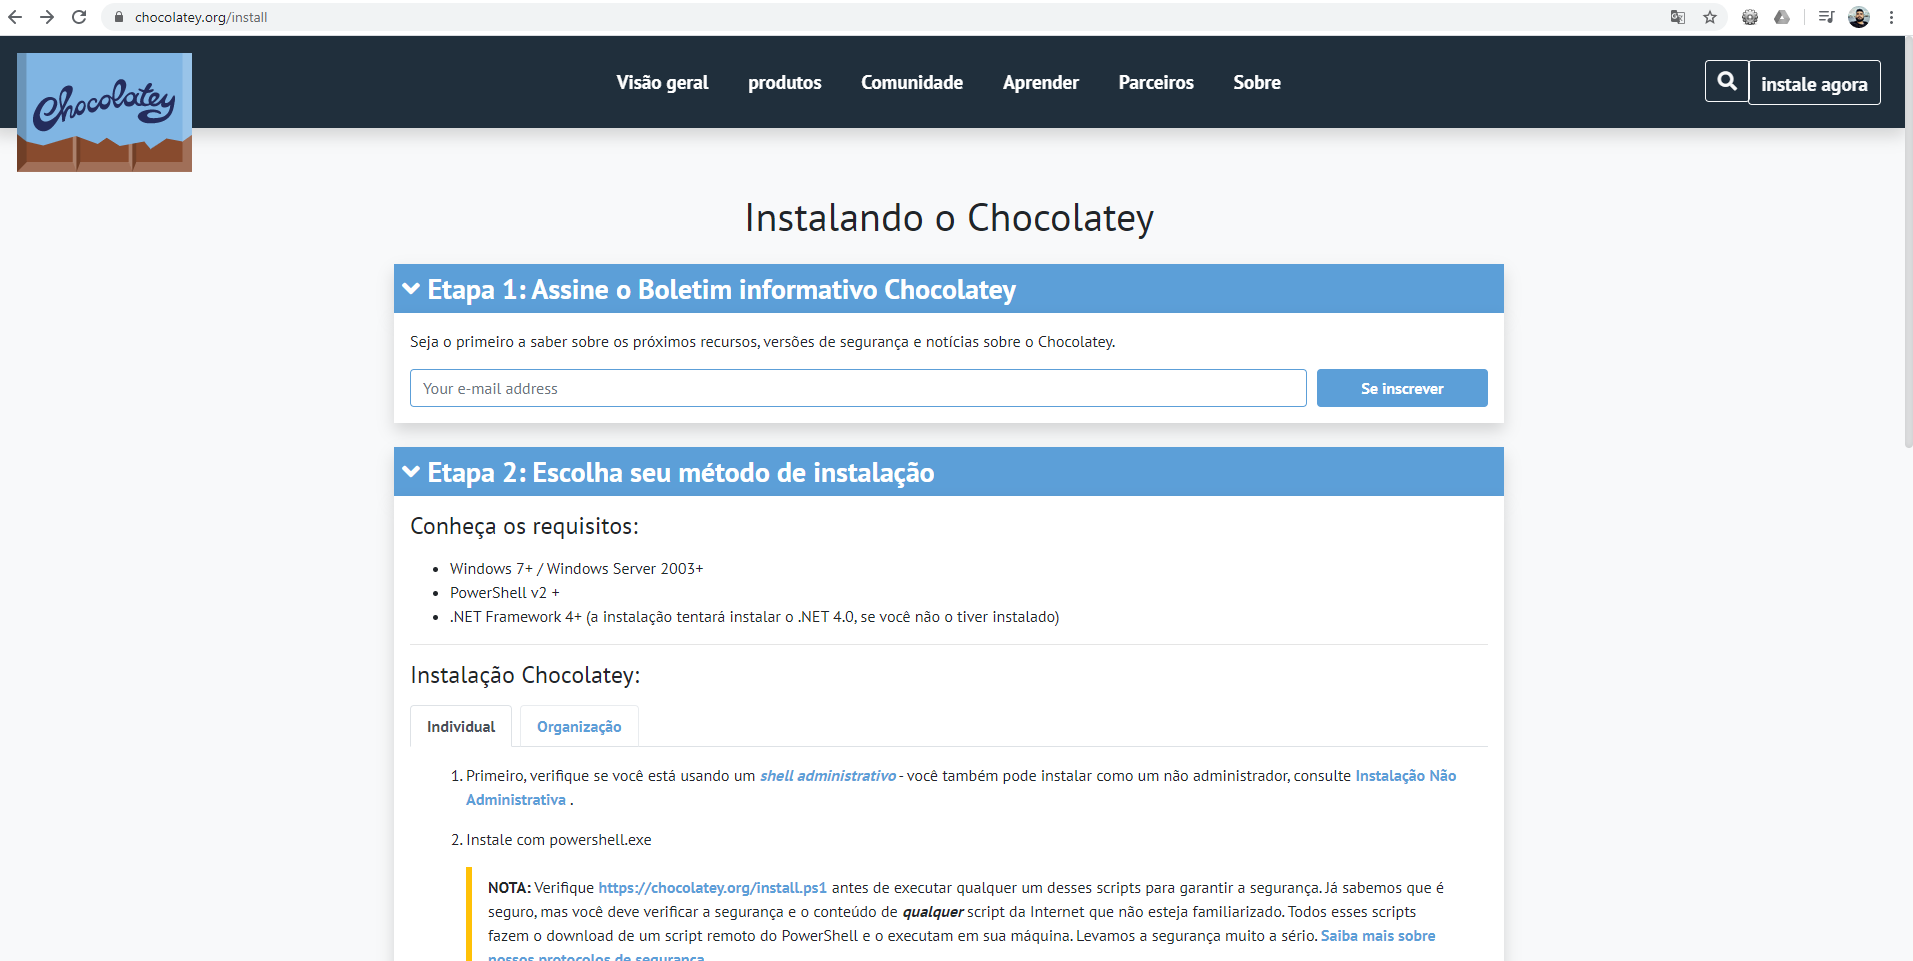 chocolatey.org/install
Chocolatey
Visão geral
produtos
Comunidade
Aprender
Parceiros
Sobre
instale agora
Instalando o Chocolatey
Etapa 1: Assine o Boletim informativo Chocolatey
Seja o primeiro a saber sobre os próximos recursos, versões de segurança e notícias sobre o Chocolatey.
Your e-mail address
Se inscrever
Etapa 2: Escolha seu método de instalação
Conheça os requisitos:
• Windows 7+ / Windows Server 2003+
• PowerShell v2 +
• .NET Framework 4+ (a instalação tentará instalar o .NET 4.0, se você não o tiver instalado)
Instalação Chocolatey:
Individual
Organização
1. Primeiro, verifique se você está usando um shell administrativo - você também pode instalar como um não administrador, consulte Instalação Não
Administrativa .
2. Instale com powershell.exe
NOTA: Verifique https://chocolatey.org/install.ps1 antes de executar qualquer um desses scripts para garantir a segurança. Já sabemos que é
seguro, mas você deve verificar a segurança e o conteúdo de qualquer script da Internet que não esteja familiarizado. Todos esses scripts
fazem o download de um script remoto do PowerShell e o executam em sua máquina. Levamos a segurança muito a sério. Saiba mais sobre
nossos protocolos de segurança